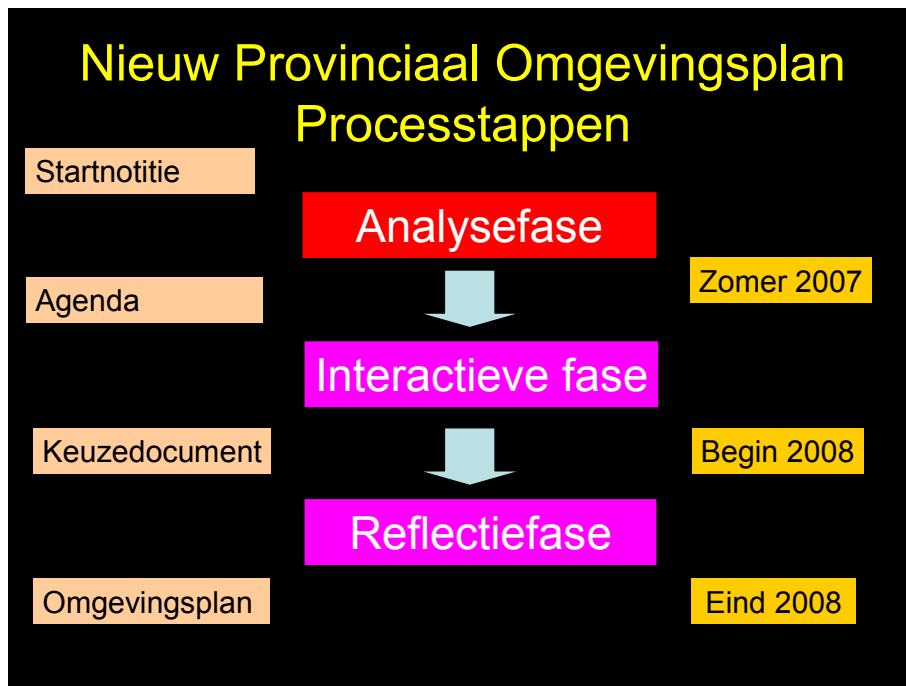 Nieuw Provinciaal Omgevingsplan
Processtappen
Startnotitie
Analysefase
Zomer 2007
Agenda
Interactieve fase
Keuzedocument
Begin 2008
Reflectiefase
Omgevingsplan
Eind 2008